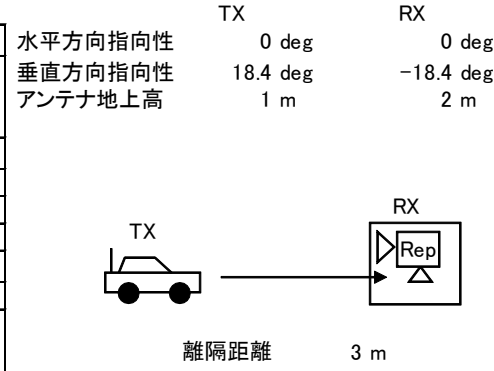 TX RX
水平方向指向性 0 deg 0 deg
垂直方向指向性 18.4 deg -18.4 deg
アンテナ地上高 1 m 2 m
RX
TX
Rep
離隔距離 3 m